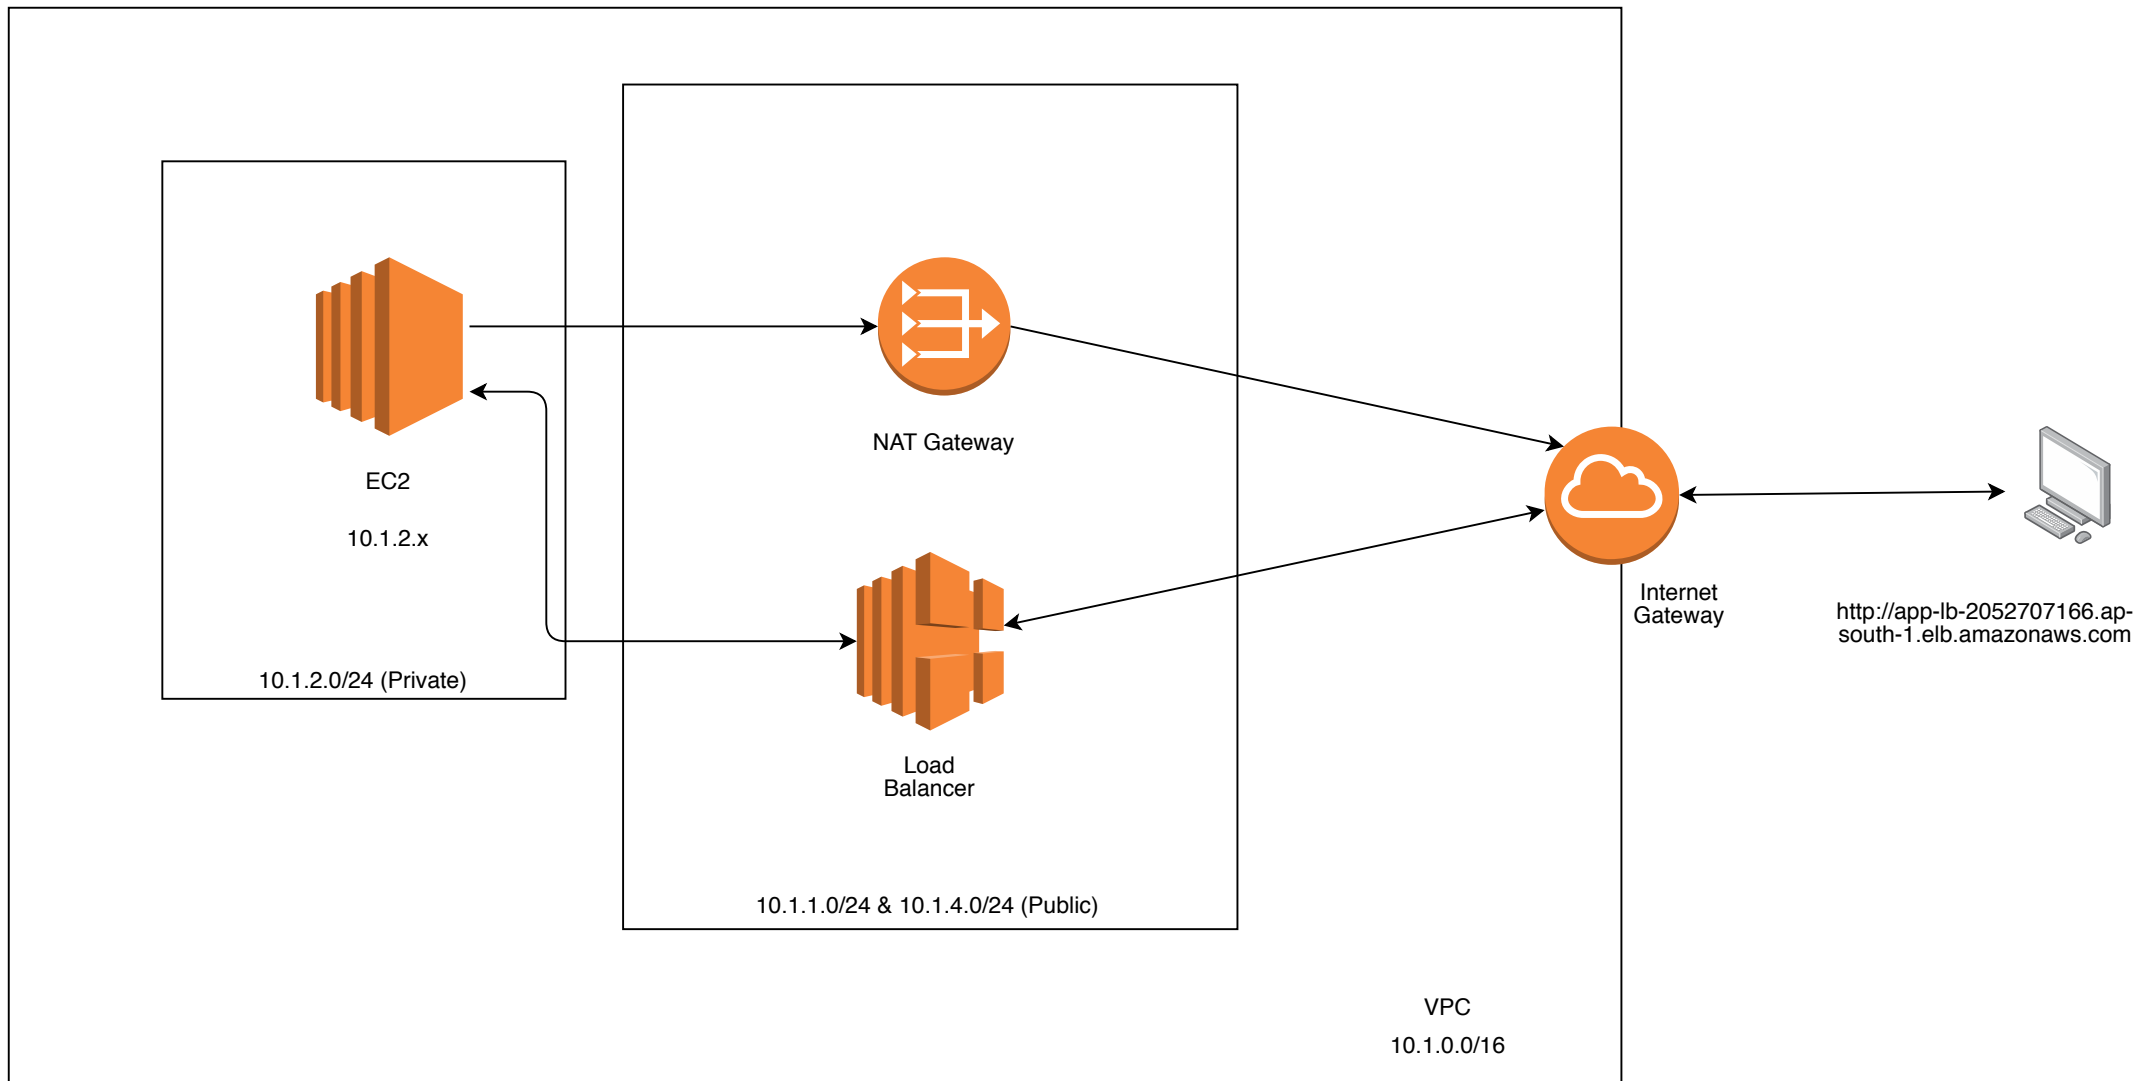 EC2
10.1.2.x
10.1.2.0/24 (Private)
NAT Gateway
Load
Balancer
10.1.1.0/24 & 10.1.4.0/24 (Public)
Internet
Gateway
http://app-lb-2052707166.ap-
south-1.elb.amazonaws.com
VPC
10.1.0.0/16